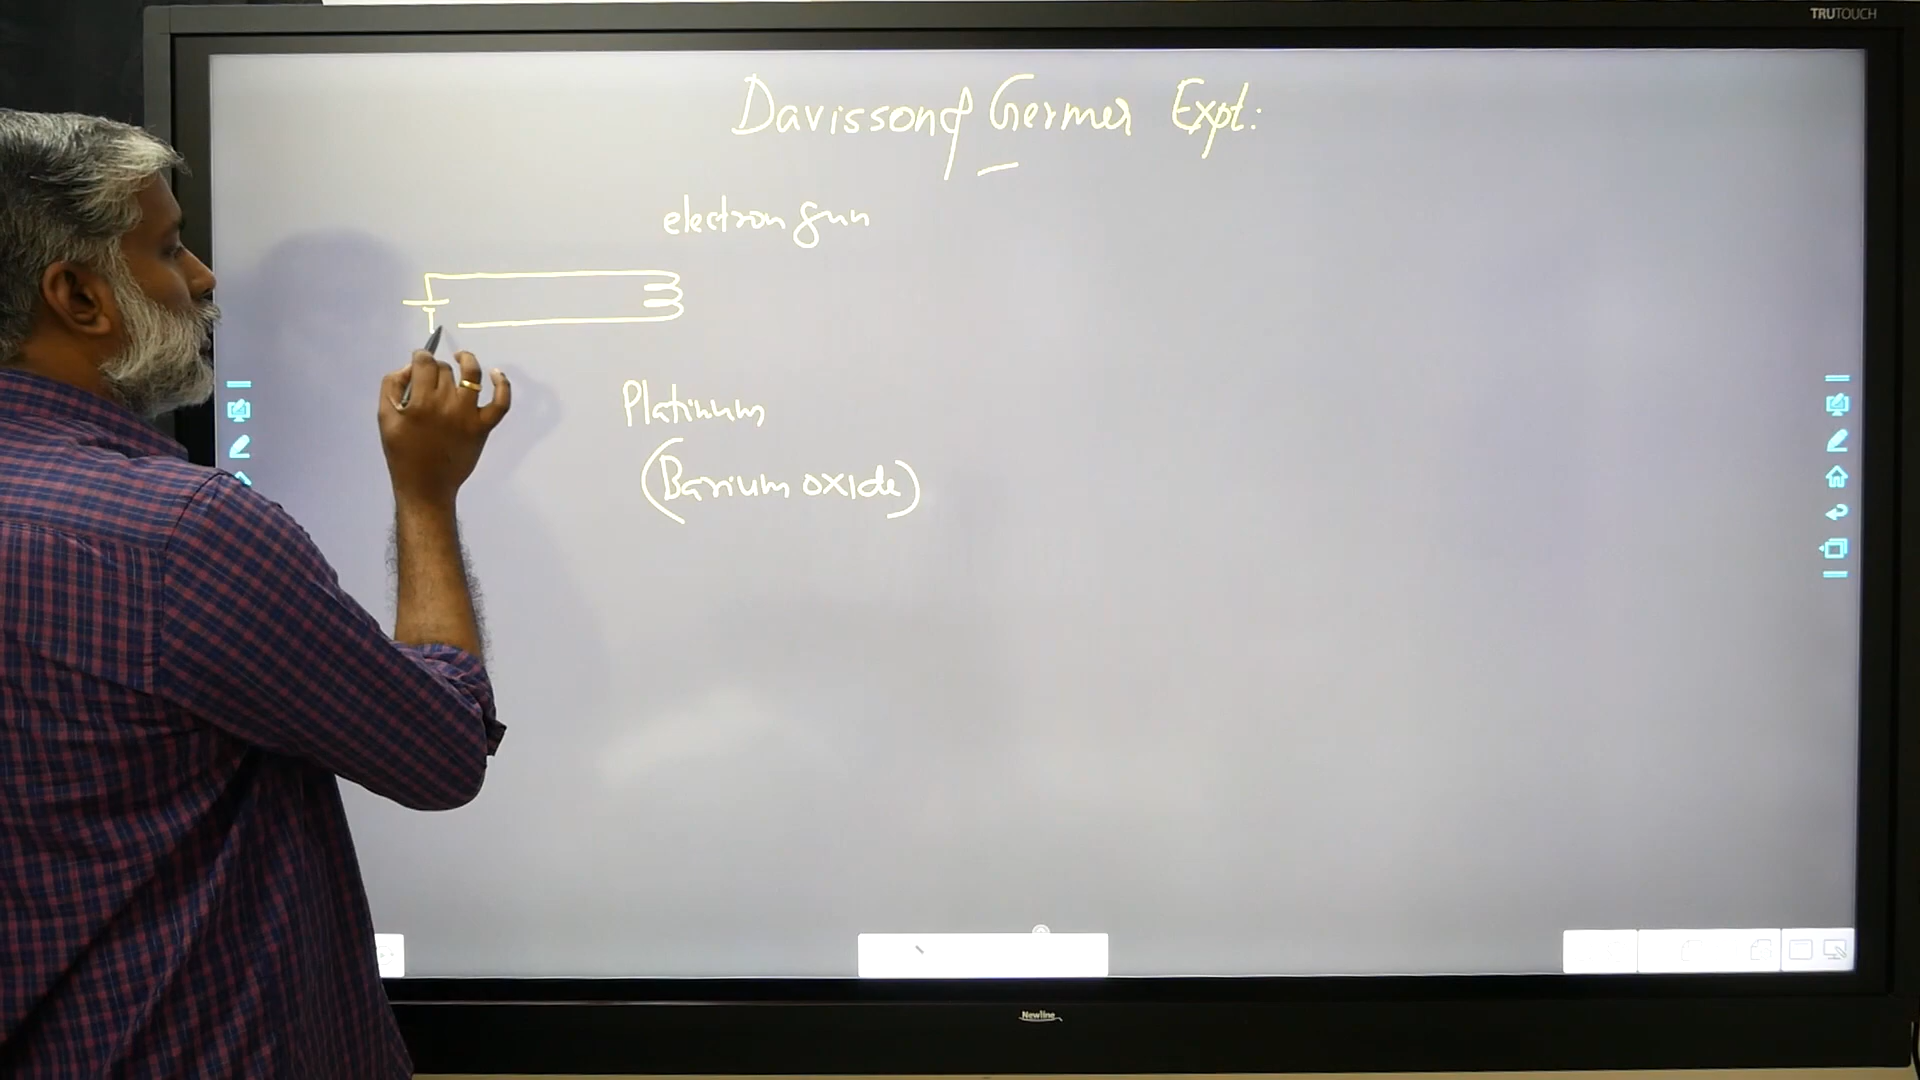 TRUTOUCH
Davisson & Germer Expt:
electron gun
Platinum
(Barium oxide)
Newline